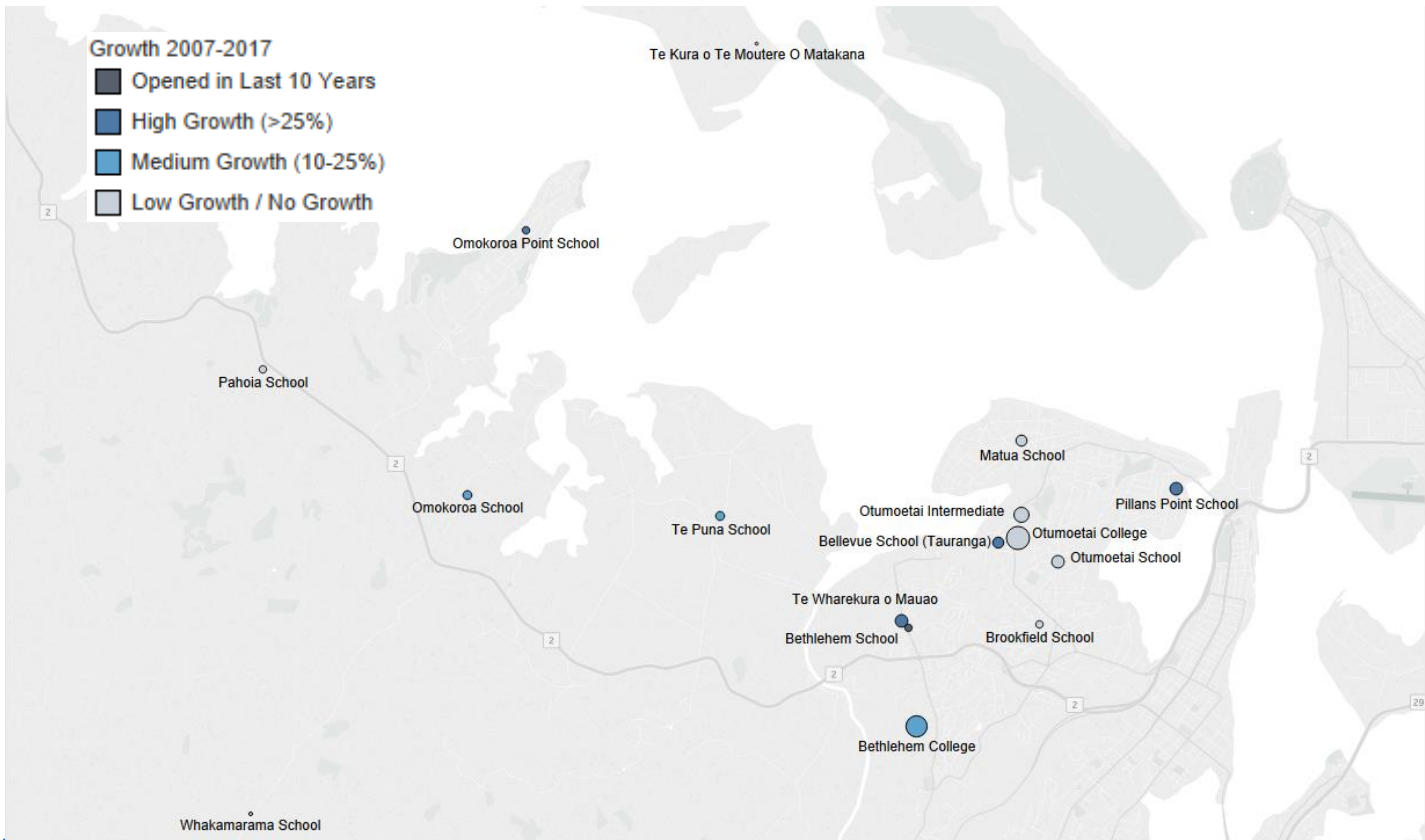 Growth 2007-2017
Opened in Last 10 Years
High Growth (>25%)
Medium Growth (10-25%)
Low Growth / No Growth
Te Kura o Te Moutere O Matakana
2
Omokoroa Point School
Pahoia School
2
Omokoroa School
Te Puna School
Matua School
2
Pillans Point School
Otumoetai Intermediate
Otumoetai College
Bellevue School (Tauranga)
Otumoetai School
Te Wharekura o Mauao
Bethlehem School
Brookfield School
2
2
2
29
Bethlehem College
Whakamarama School